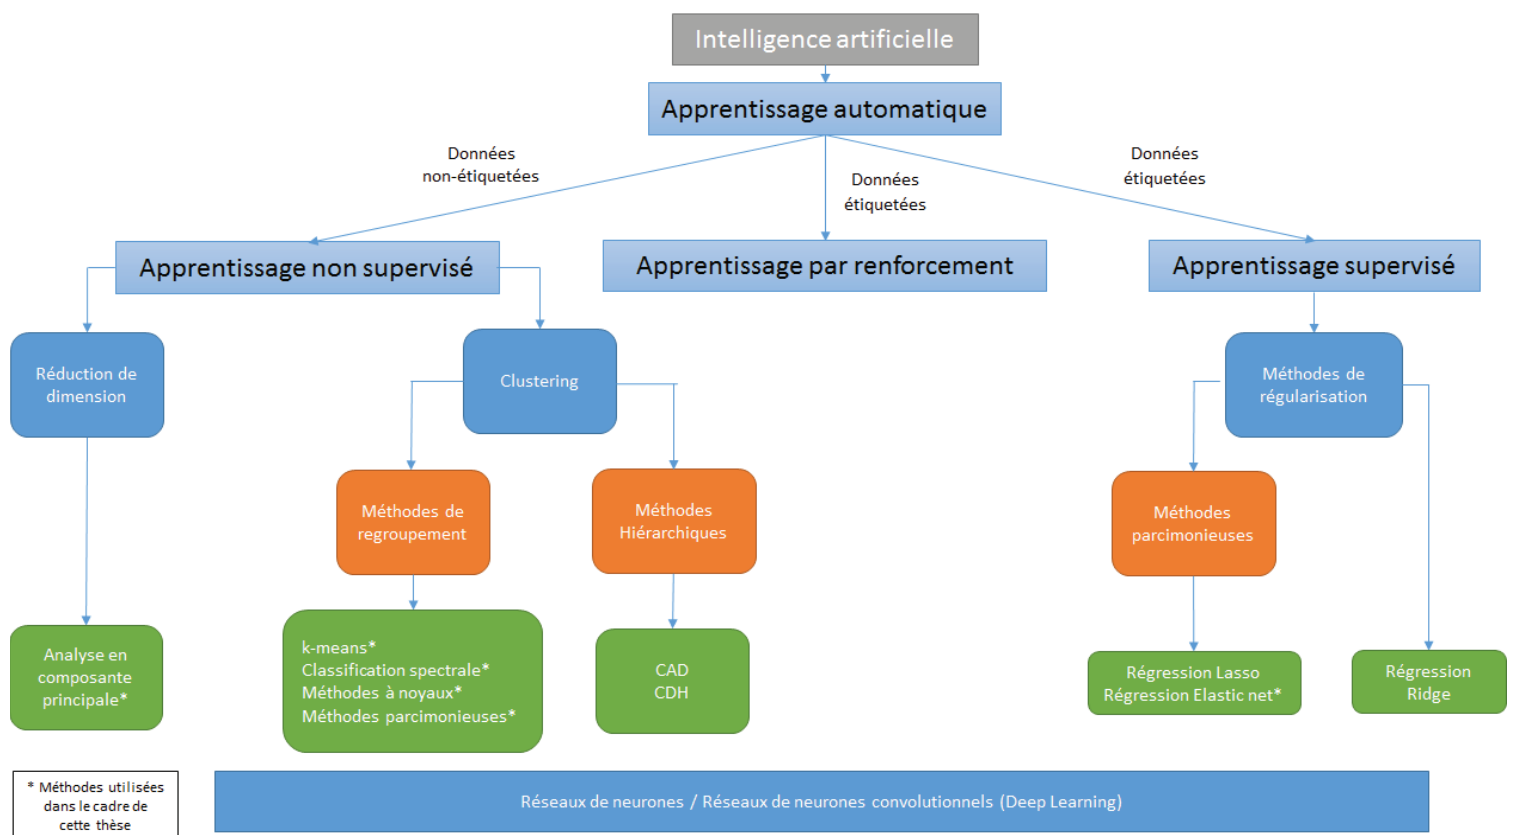 Intelligence artificielle
Apprentissage automatique
Données
non-étiquetées
Données
étiquetées
Données
étiquetées
Apprentissage non supervisé
Apprentissage par renforcement
Apprentissage supervisé
Réduction de
dimension
Clustering
Méthodes de
régularisation
Méthodes de
regroupement
Méthodes
Hiérarchiques
Méthodes
parcimonieuses
Analyse en
composante
principale*
k-means*
Classification spectrale*
Méthodes à noyaux*
Méthodes parcimonieuses*
CAD
CDH
Régression Lasso
Régression Elastic net*
Régression
Ridge
* Méthodes utilisées
dans le cadre de
cette thèse
Réseaux de neurones / Réseaux de neurones convolutionnels (Deep Learning)